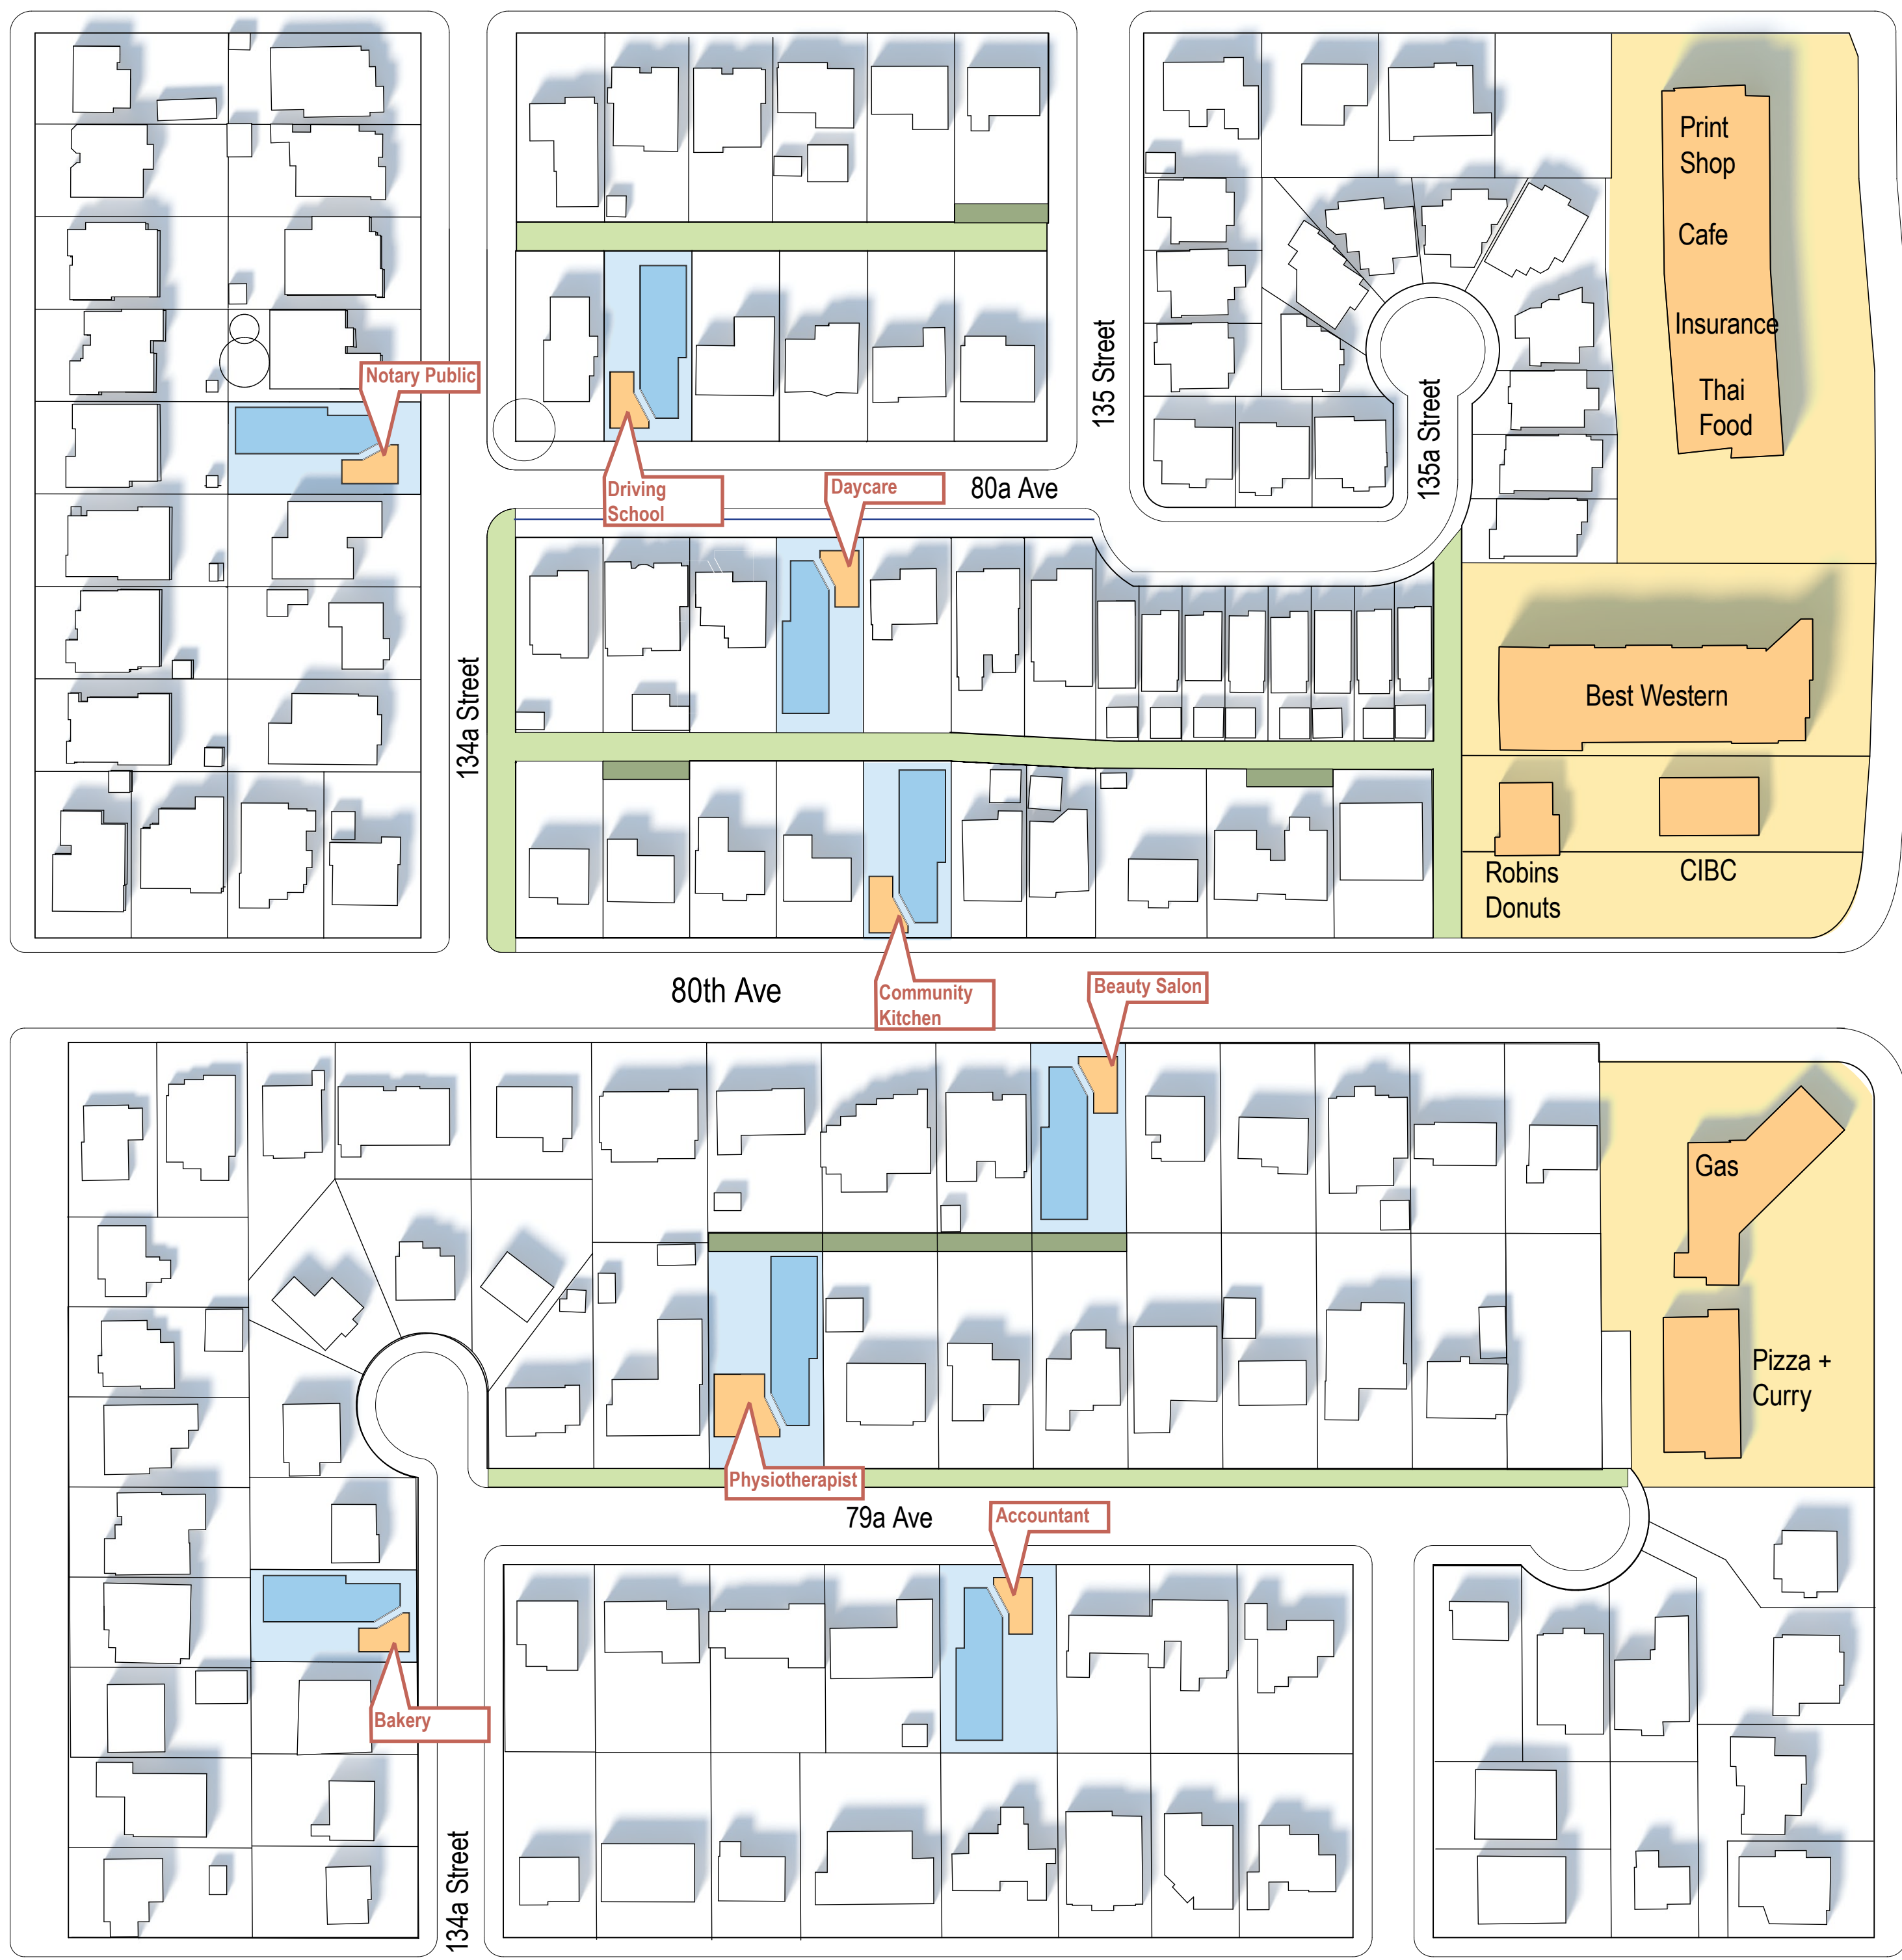 Print
Shop
Cafe
Insurance
Thai
Food
135 Street
135a Street
Notary Public
Driving
School
Daycare
80a Ave
134a Street
Best Western
Robins
Donuts
CIBC
80th Ave
Community
Kitchen
Beauty Salon
Gas
Pizza +
Curry
Physiotherapist
79a Ave
Accountant
Bakery
134a Street